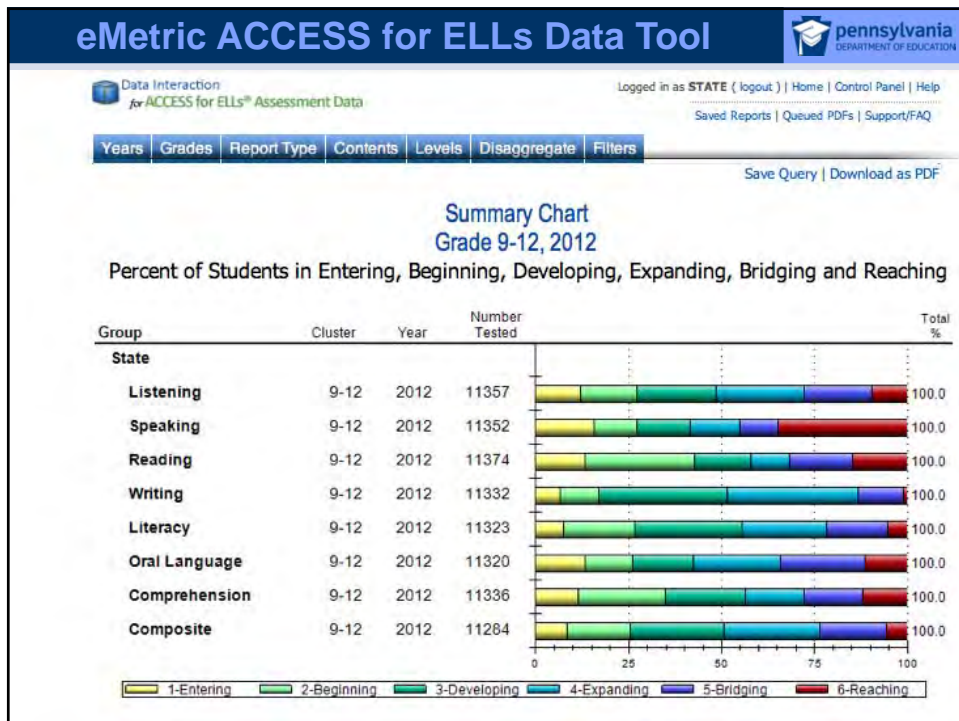 eMetric ACCESS for ELLs Data Tool
pennsylvania
DEPARTMENT OF EDUCATION
Data Interaction
for ACCESS for ELLs® Assessment Data
Logged in as STATE ( logout ) | Home | Control Panel | Help
Saved Reports | Queued PDFs | Support/FAQ
Years Grades Report Type Contents Levels Disaggregate Filters
Save Query | Download as PDF
Summary Chart
Grade 9-12, 2012
Percent of Students in Entering, Beginning, Developing, Expanding, Bridging and Reaching
Group Cluster Year Number Tested Total %
State
Listening 9-12 2012 11357 100.0
Speaking 9-12 2012 11352 100.0
Reading 9-12 2012 11374 100.0
Writing 9-12 2012 11332 100.0
Literacy 9-12 2012 11323 100.0
Oral Language 9-12 2012 11320 100.0
Comprehension 9-12 2012 11336 100.0
Composite 9-12 2012 11284 100.0
0 25 50 75 100
1-Entering 2-Beginning 3-Developing 4-Expanding 5-Bridging 6-Reaching